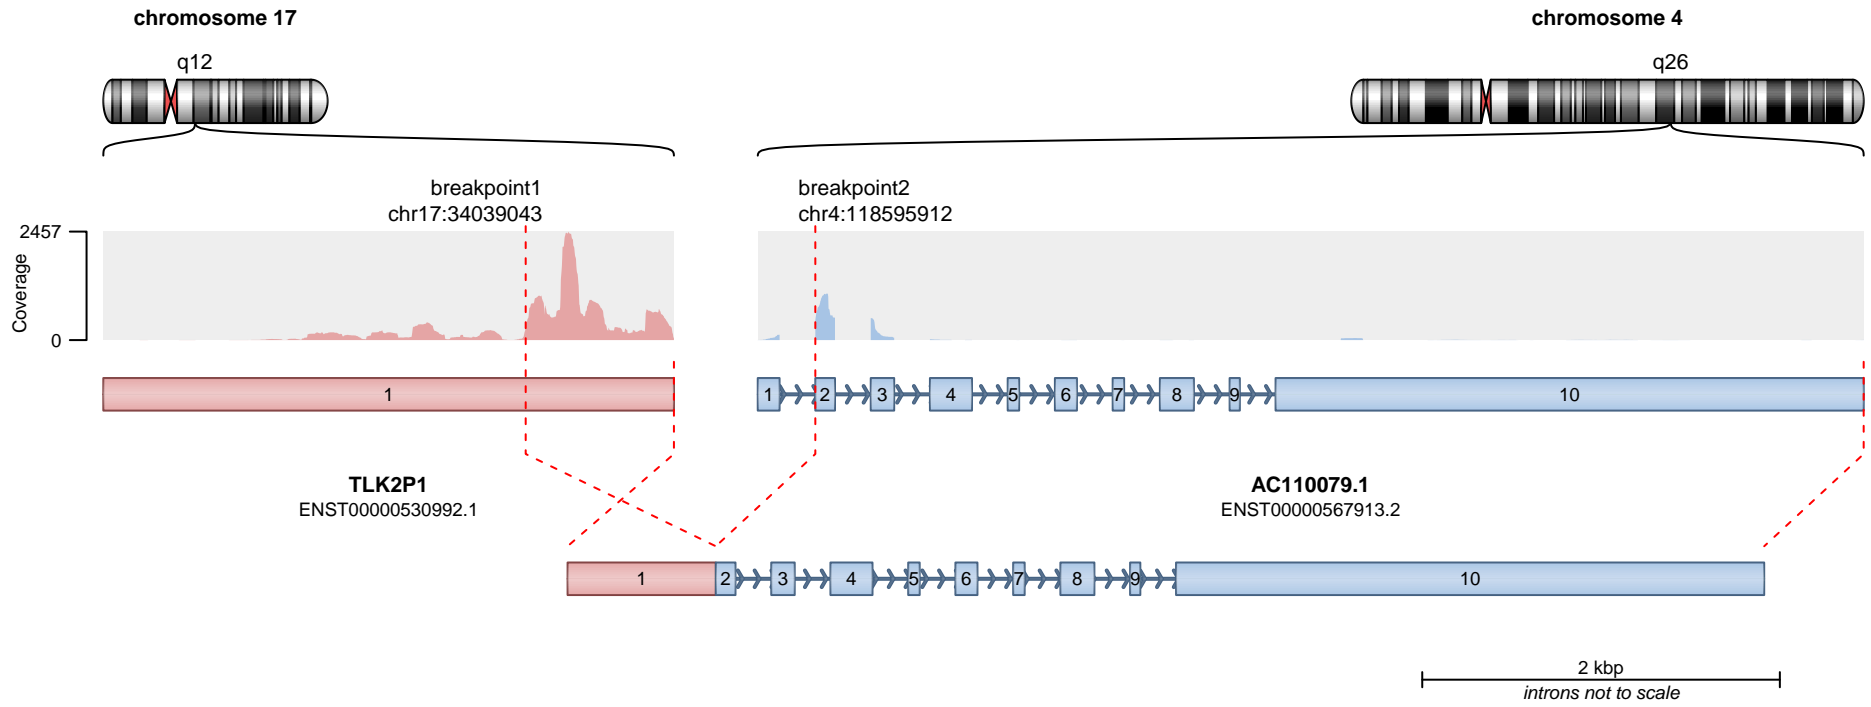 chromosome 17
chromosome 4
q12
q26
breakpoint1
chr17:34039043
breakpoint2
chr4:118595912
2457
Coverage
0
1
1 2 3 4 5 6 7 8 9 10
TLK2P1
ENST00000530992.1
AC110079.1
ENST00000567913.2
1 2 3 4 5 6 7 8 9 10
2 kbp
introns not to scale